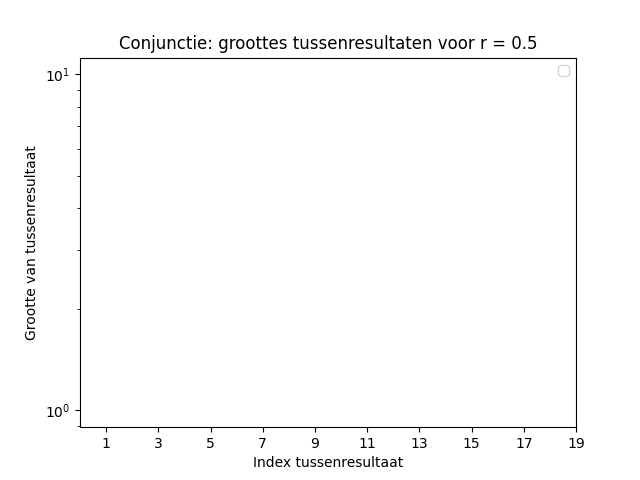 Conjunctie: groottes tussenresultaten voor r = 0.5
10¹
10⁰
Grootte van tussenresultaat
1 3 5 7 9 11 13 15 17 19
Index tussenresultaat